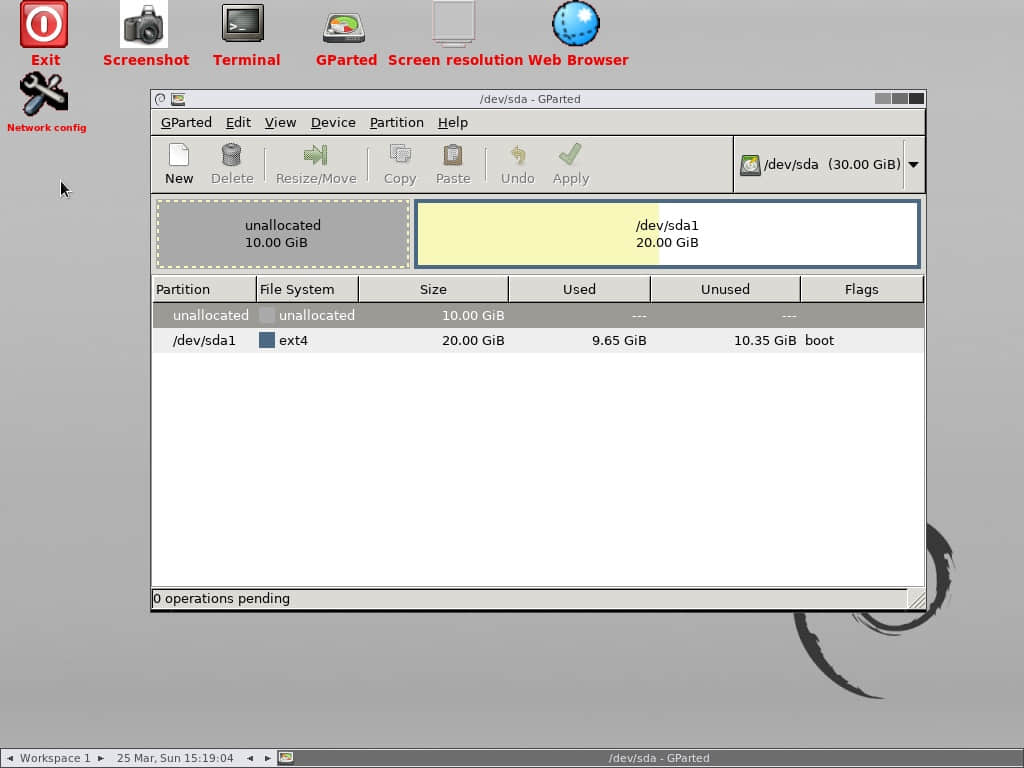 Exit
Screenshot
Terminal
GParted
Screen resolution
Web Browser
Network config
/dev/sda - GParted
GParted Edit View Device Partition Help
New
Delete
Resize/Move
Copy
Paste
Undo
Apply
/dev/sda (30.00 GiB)
unallocated
10.00 GiB
/dev/sda1
20.00 GiB
Partition File System Size Used Unused Flags
unallocated unallocated 10.00 GiB --- ---
/dev/sda1 ext4 20.00 GiB 9.65 GiB 10.35 GiB boot
0 operations pending
Workspace 1 25 Mar, Sun 15:19:04 /dev/sda - GParted